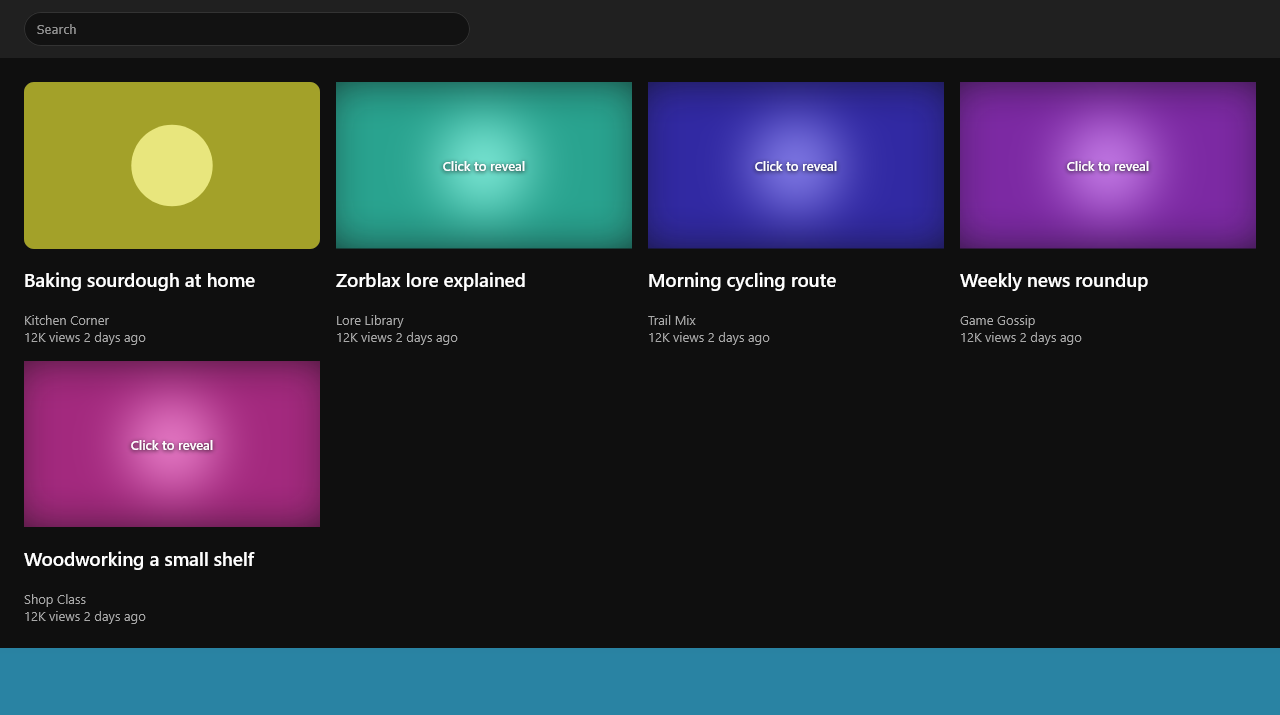 Search
Click to reveal
Click to reveal
Click to reveal
Baking sourdough at home
Kitchen Corner
12K views 2 days ago
Zorblax lore explained
Lore Library
12K views 2 days ago
Morning cycling route
Trail Mix
12K views 2 days ago
Weekly news roundup
Game Gossip
12K views 2 days ago
Click to reveal
Woodworking a small shelf
Shop Class
12K views 2 days ago